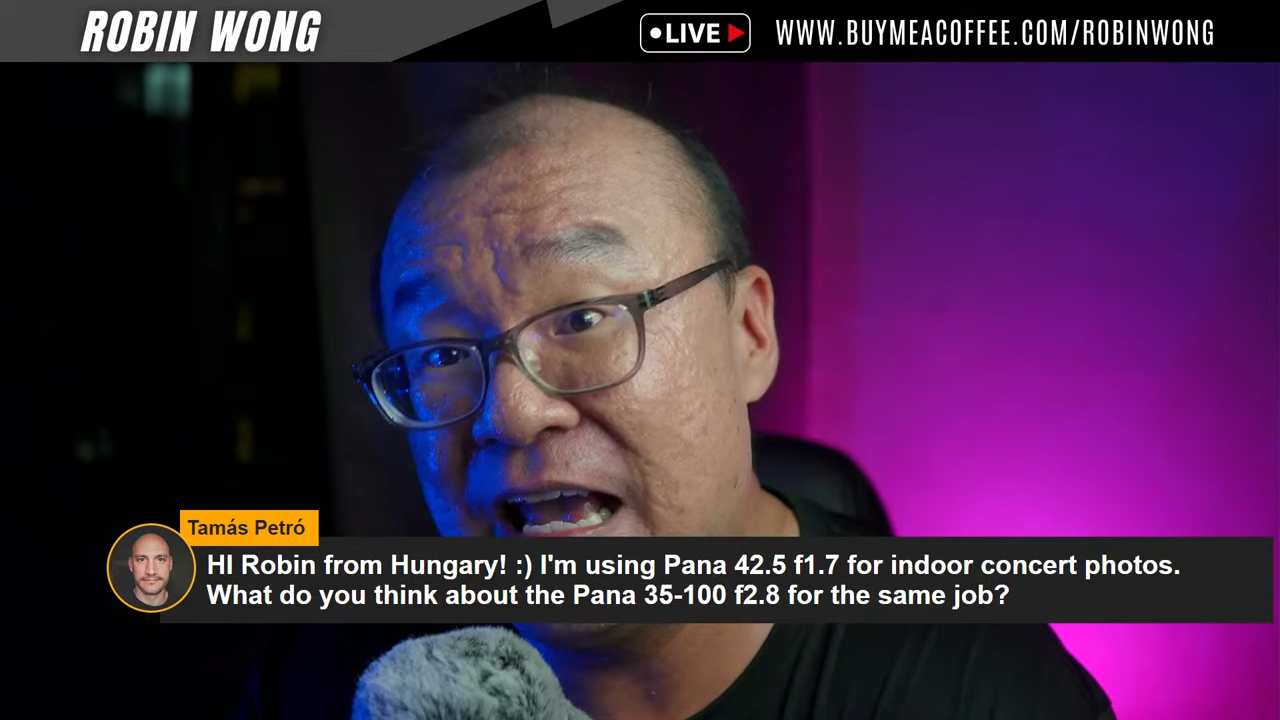 ROBIN WONG
LIVE
WWW.BUYMEACOFFEE.COM/ROBINWONG
Tamás Petró
HI Robin from Hungary! :) I'm using Pana 42.5 f1.7 for indoor concert photos.
What do you think about the Pana 35-100 f2.8 for the same job?